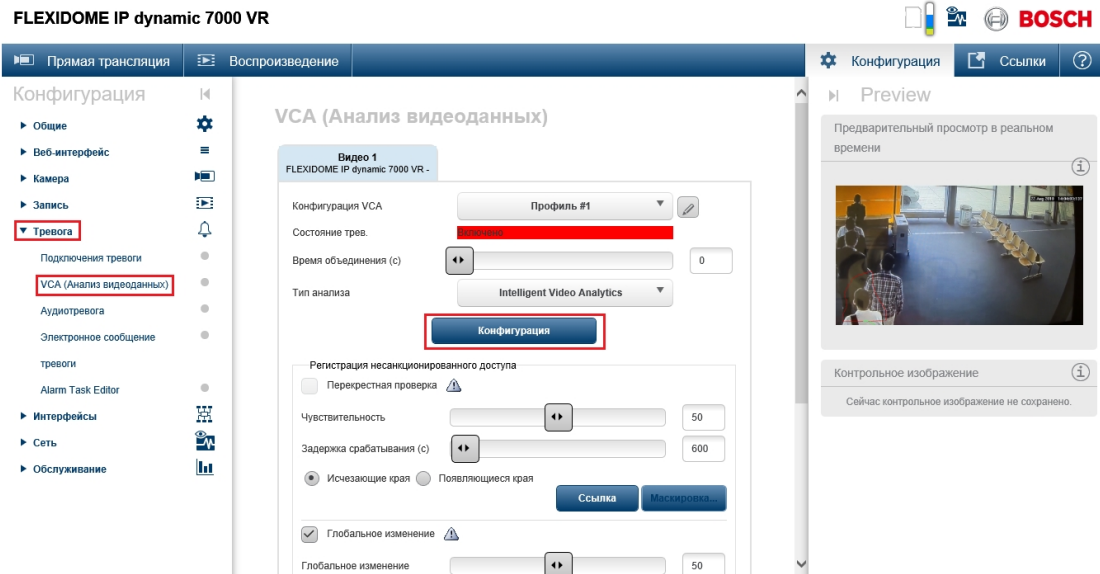 FLEXIDOME IP dynamic 7000 VR
BOSCH
Прямая трансляция
Воспроизведение
Конфигурация
Ссылки
Конфигурация
Общие
Веб-интерфейс
Камера
Запись
Тревога
Подключения тревоги
VCA (Анализ видеоданных)
Аудиотревога
Электронное сообщение
тревоги
Alarm Task Editor
Интерфейсы
Сеть
Обслуживание
VCA (Анализ видеоданных)
Видео 1
FLEXIDOME IP dynamic 7000 VR -
Конфигурация VCA
Профиль #1
Состояние трев.
Включено
Время объединения (с)
0
Тип анализа
Intelligent Video Analytics
Конфигурация
Регистрация несанкционированного доступа
Перекрестная проверка
Чувствительность
50
Задержка срабатывания (с)
600
Исчезающие края
Появляющиеся края
Ссылка
Маскировка...
Глобальное изменение
Глобальное изменение
50
Preview
Предварительный просмотр в реальном
времени
Контрольное изображение
Сейчас контрольное изображение не сохранено.